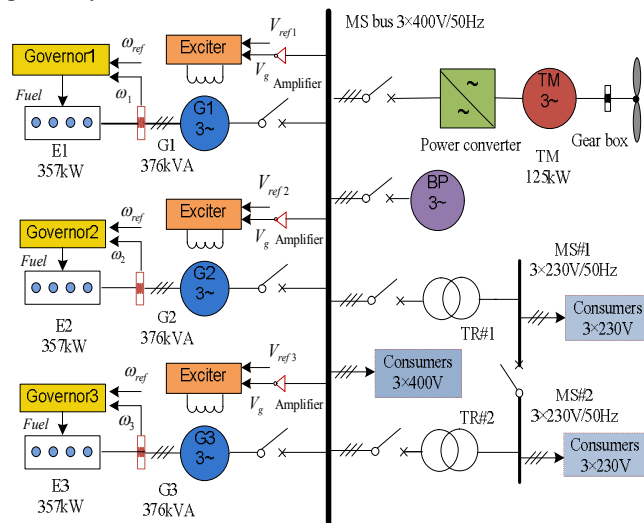 MS bus 3×400V/50Hz
Governor1
ω_ref
Exciter
V_ref1
V_g
Amplifier
Fuel
ω_1
G1
3~
E1
357kW
G1
376kVA
~
~
Power converter
TM
3~
Gear box
TM
125kW
Governor2
ω_ref
Exciter
V_ref2
V_g
Amplifier
Fuel
ω_2
G2
3~
E2
357kW
G2
376kVA
BP
3~
MS#1
3×230V/50Hz
TR#1
Consumers
3×230V
Consumers
3×400V
Governor3
ω_ref
Exciter
V_ref3
V_g
Amplifier
Fuel
ω_3
G3
3~
E3
357kW
G3
376kVA
TR#2
MS#2
3×230V/50Hz
Consumers
3×230V